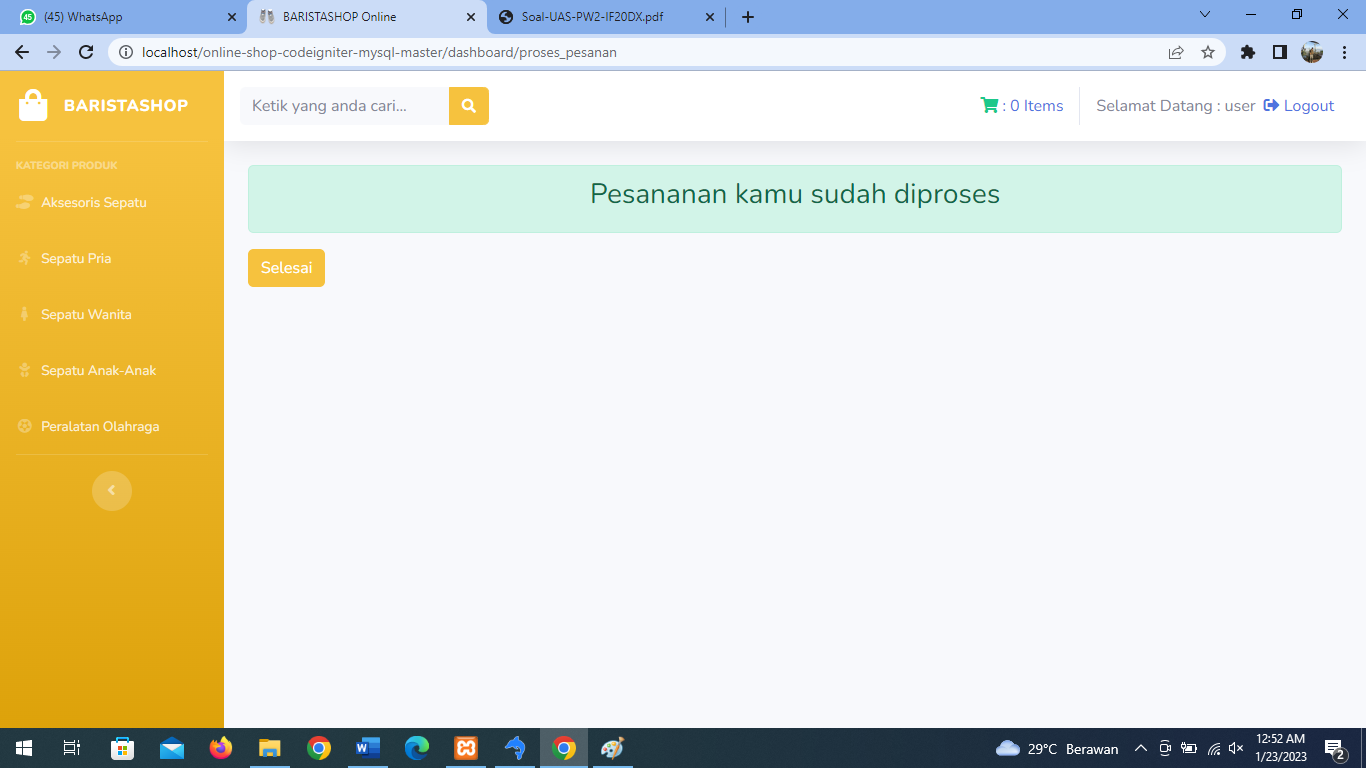 (45) WhatsApp
BARISTASHOP Online
Soal-UAS-PW2-IF20DX.pdf
localhost/online-shop-codeigniter-mysql-master/dashboard/proses_pesanan
BARISTASHOP
Ketik yang anda cari...
: 0 Items
Selamat Datang : user
Logout
KATEGORI PRODUK
Aksesoris Sepatu
Sepatu Pria
Sepatu Wanita
Sepatu Anak-Anak
Peralatan Olahraga
Pesananan kamu sudah diproses
Selesai
29°C Berawan
12:52 AM
1/23/2023
2